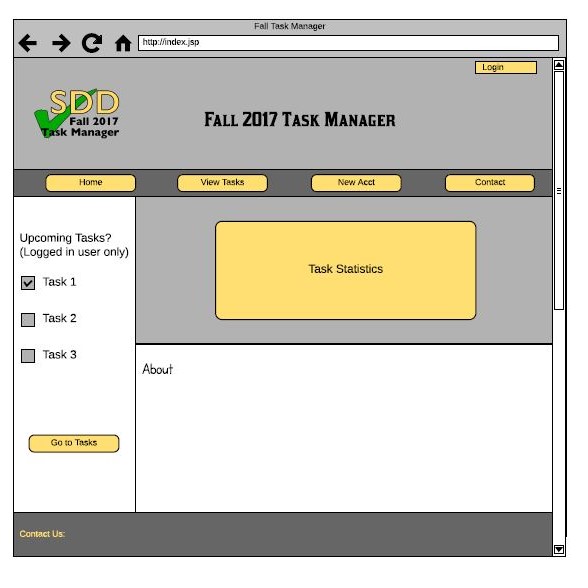 Fall Task Manager
http://index.jsp
Login
SDD
Fall 2017
Task Manager
Fall 2017 Task Manager
Home
View Tasks
New Acct
Contact
Upcoming Tasks?
(Logged in user only)
Task 1
Task 2
Task 3
Go to Tasks
Task Statistics
About
Contact Us: